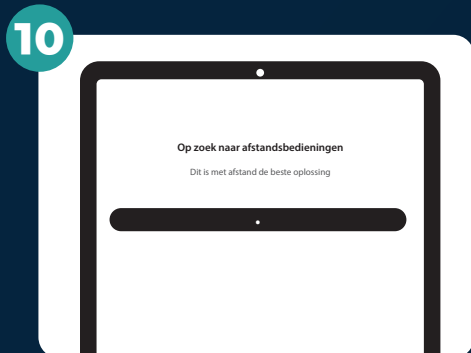 10
Op zoek naar afstandsbedieningen
Dit is met afstand de beste oplossing